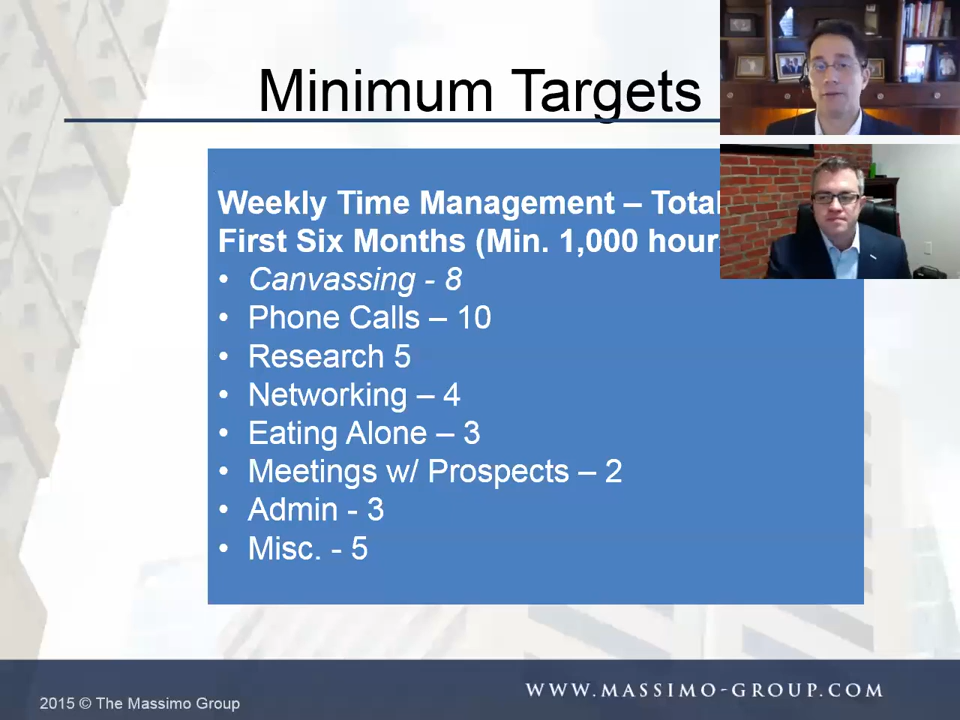 Minimum Targets
Weekly Time Management – Total
First Six Months (Min. 1,000 hours
• Canvassing - 8
• Phone Calls – 10
• Research 5
• Networking – 4
• Eating Alone – 3
• Meetings w/ Prospects – 2
• Admin - 3
• Misc. - 5
2015 © The Massimo Group
WWW.MASSIMO-GROUP.COM